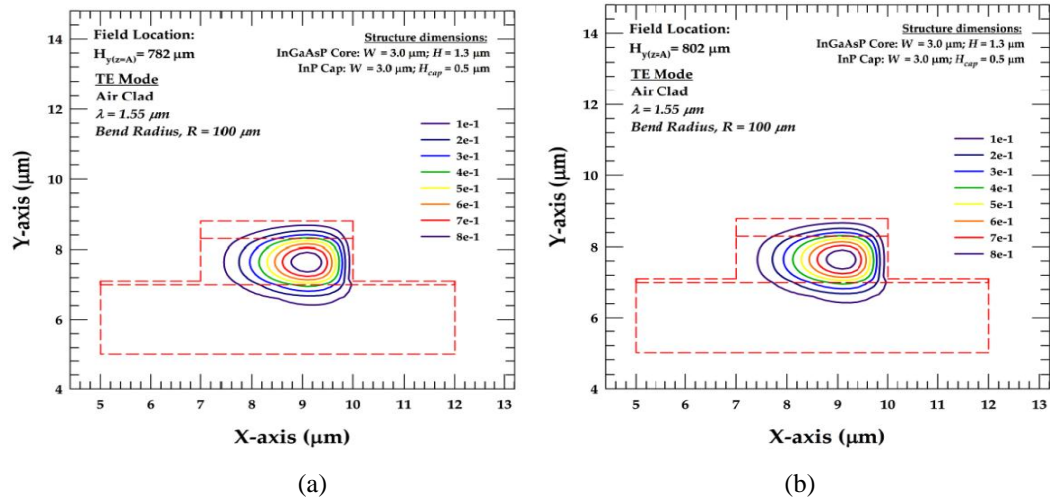 Field Location:
H_y(z=A)= 782 µm
TE Mode
Air Clad
λ = 1.55 µm
Bend Radius, R = 100 µm
Structure dimensions:
InGaAsP Core: W = 3.0 µm; H = 1.3 µm
InP Cap: W = 3.0 µm; H_cap = 0.5 µm
1e-1
2e-1
3e-1
4e-1
5e-1
6e-1
7e-1
8e-1
Y-axis (µm)
14
12
10
8
6
4
5 6 7 8 9 10 11 12 13
X-axis (µm)
(a)
Field Location:
H_y(z=A)= 802 µm
TE Mode
Air Clad
λ = 1.55 µm
Bend Radius, R = 100 µm
Structure dimensions:
InGaAsP Core: W = 3.0 µm; H = 1.3 µm
InP Cap: W = 3.0 µm; H_cap = 0.5 µm
1e-1
2e-1
3e-1
4e-1
5e-1
6e-1
7e-1
8e-1
Y-axis (µm)
14
12
10
8
6
4
5 6 7 8 9 10 11 12 13
X-axis (µm)
(b)